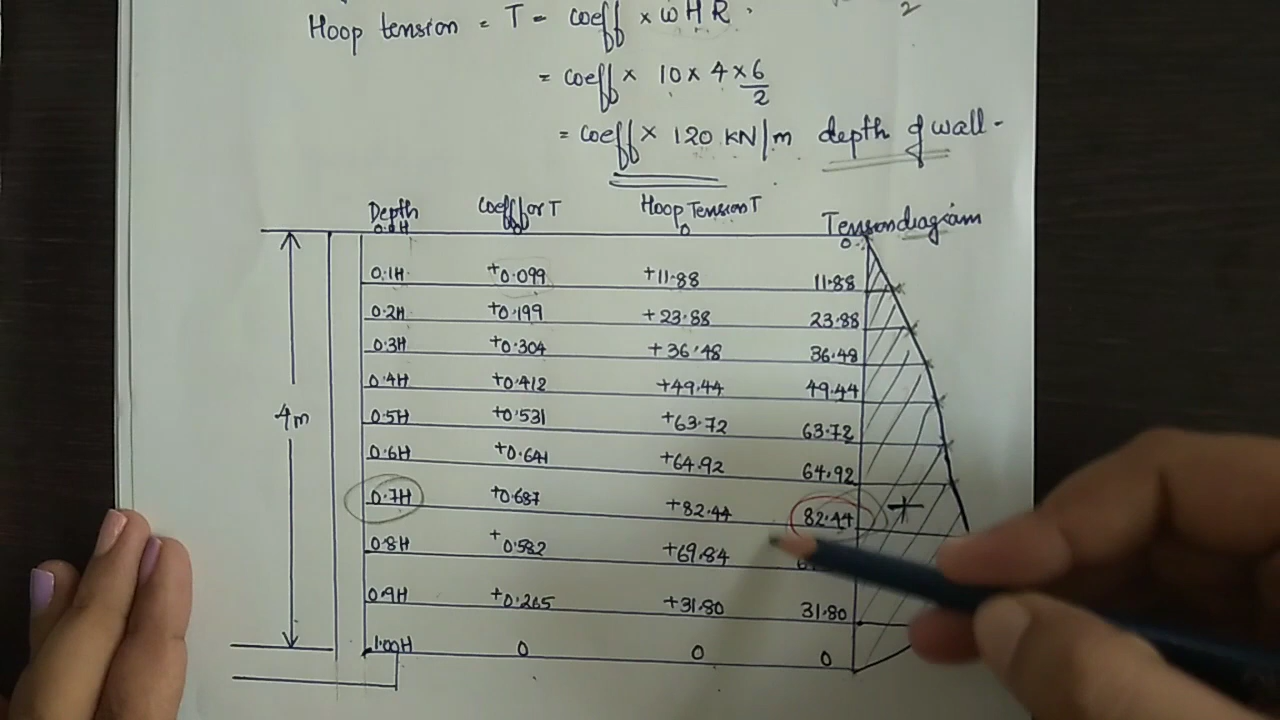 2
Hoop tension = T = coeff × ωHR.
= coeff × 10 × 4 × 6/2
= coeff × 120 KN/m depth of wall-
Depth Coeff for T Hoop Tension T Tension diagram
0.0H 0 0 0
0.1H +0.099 +11.88 11.88
0.2H +0.199 +23.88 23.88
0.3H +0.304 +36.48 36.48
0.4H +0.412 +49.44 49.44
0.5H +0.531 +63.72 63.72
0.6H +0.641 +64.92 64.92
0.7H +0.687 +82.44 82.44 +
0.8H +0.582 +69.84
0.9H +0.265 +31.80 31.80
1.00H 0 0 0
4m